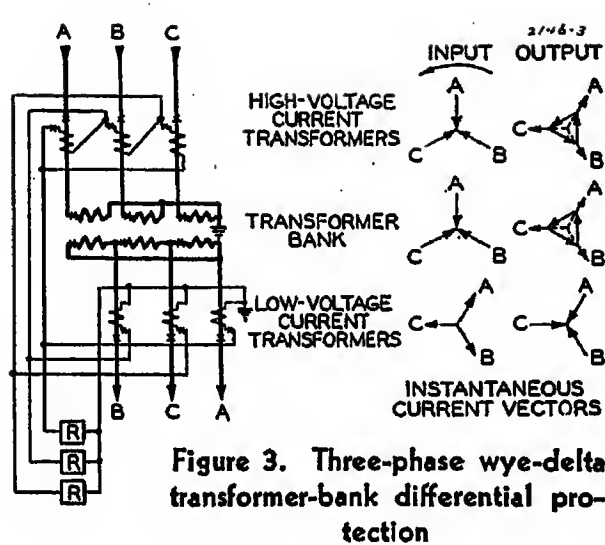 A B C
2146-3
INPUT OUTPUT
HIGH-VOLTAGE
CURRENT
TRANSFORMERS
A
C B
A
C
B
TRANSFORMER
BANK
A
C B
A
C
B
LOW-VOLTAGE
CURRENT
TRANSFORMERS
A
C
B
A
C
B
B C A
INSTANTANEOUS
CURRENT VECTORS
R
R
R
Figure 3. Three-phase wye-delta
transformer-bank differential pro-
tection